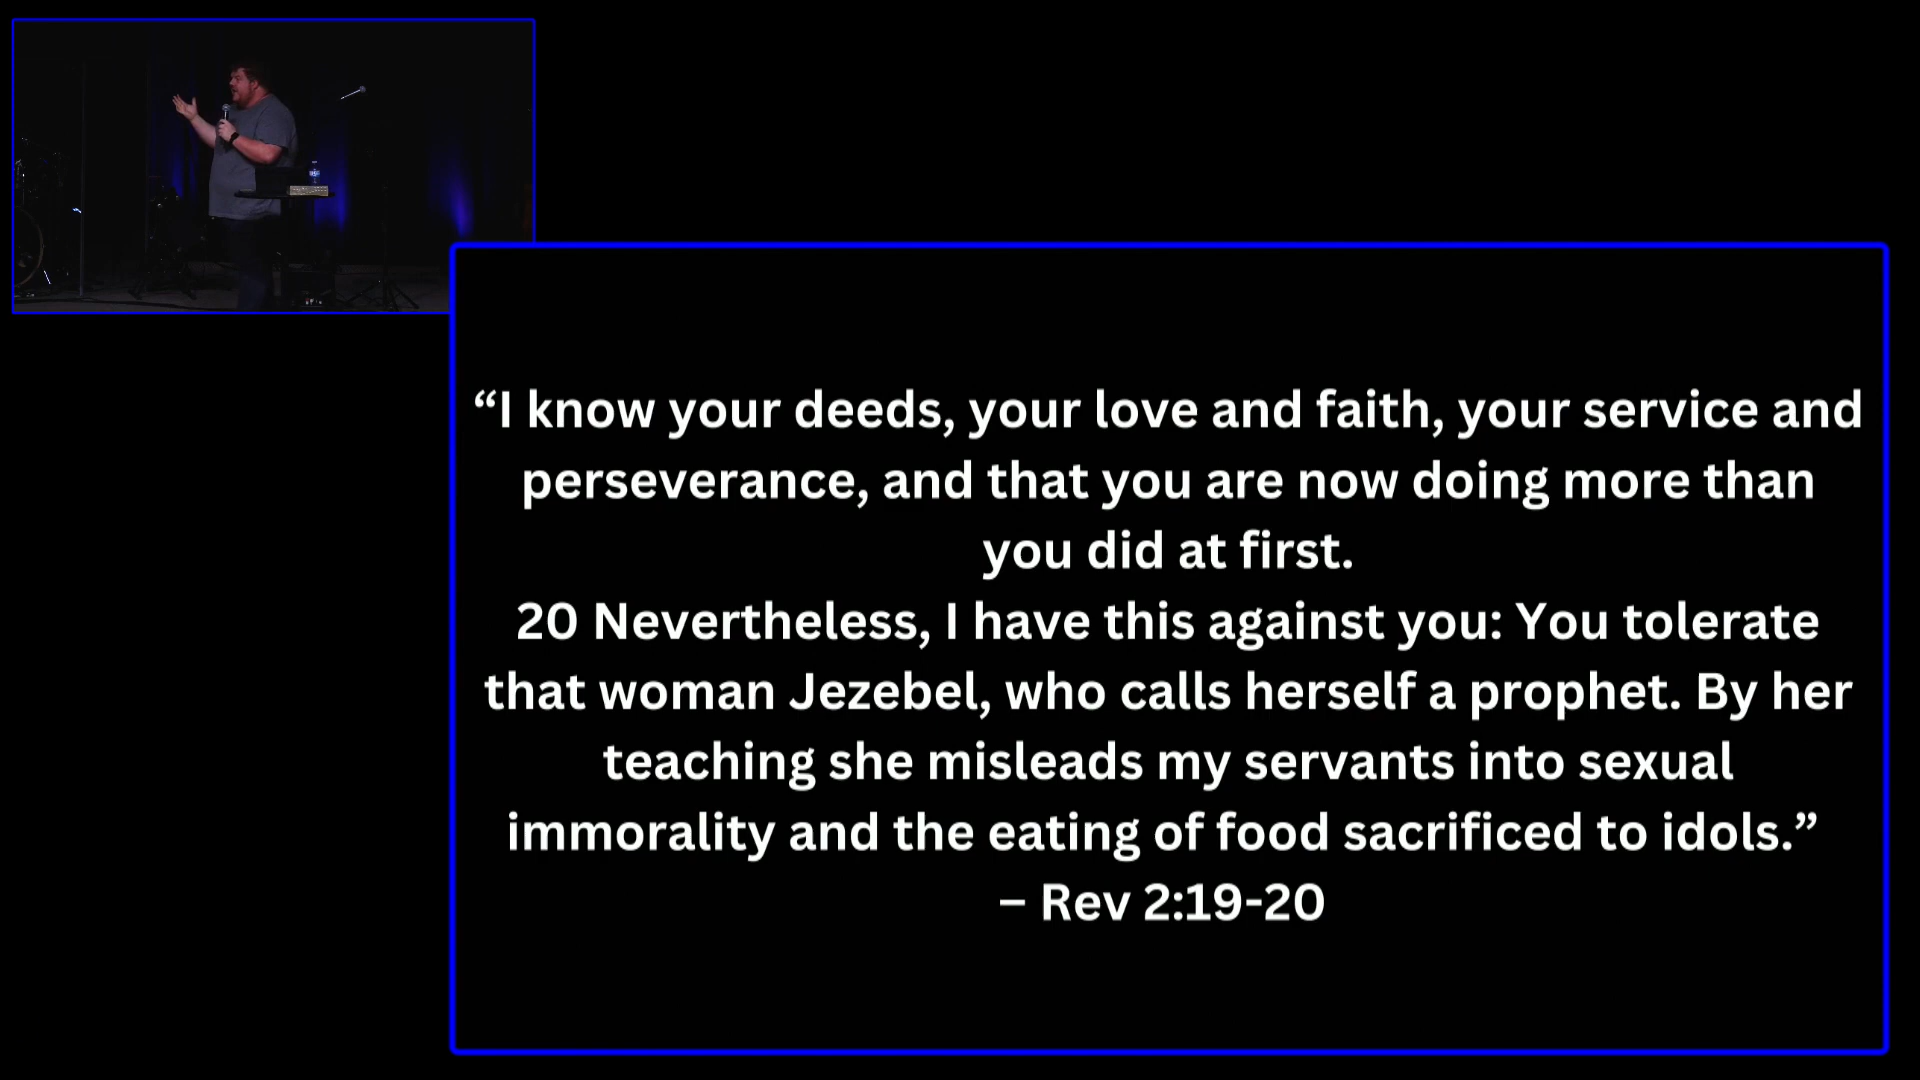 “I know your deeds, your love and faith, your service and
perseverance, and that you are now doing more than
you did at first.
20 Nevertheless, I have this against you: You tolerate
that woman Jezebel, who calls herself a prophet. By her
teaching she misleads my servants into sexual
immorality and the eating of food sacrificed to idols.”
– Rev 2:19-20